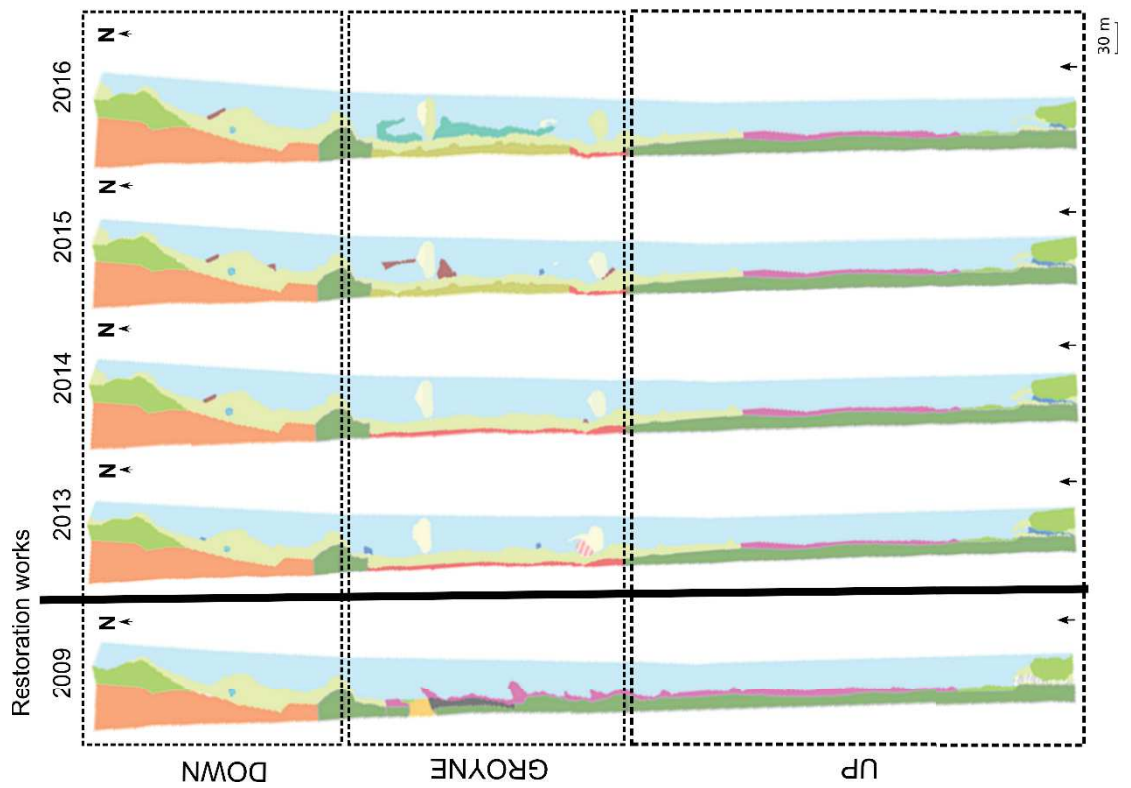 30 m
N
2016
N
2015
N
2014
N
2013
Restoration works
N
2009
DOWN
GROYNE
UP